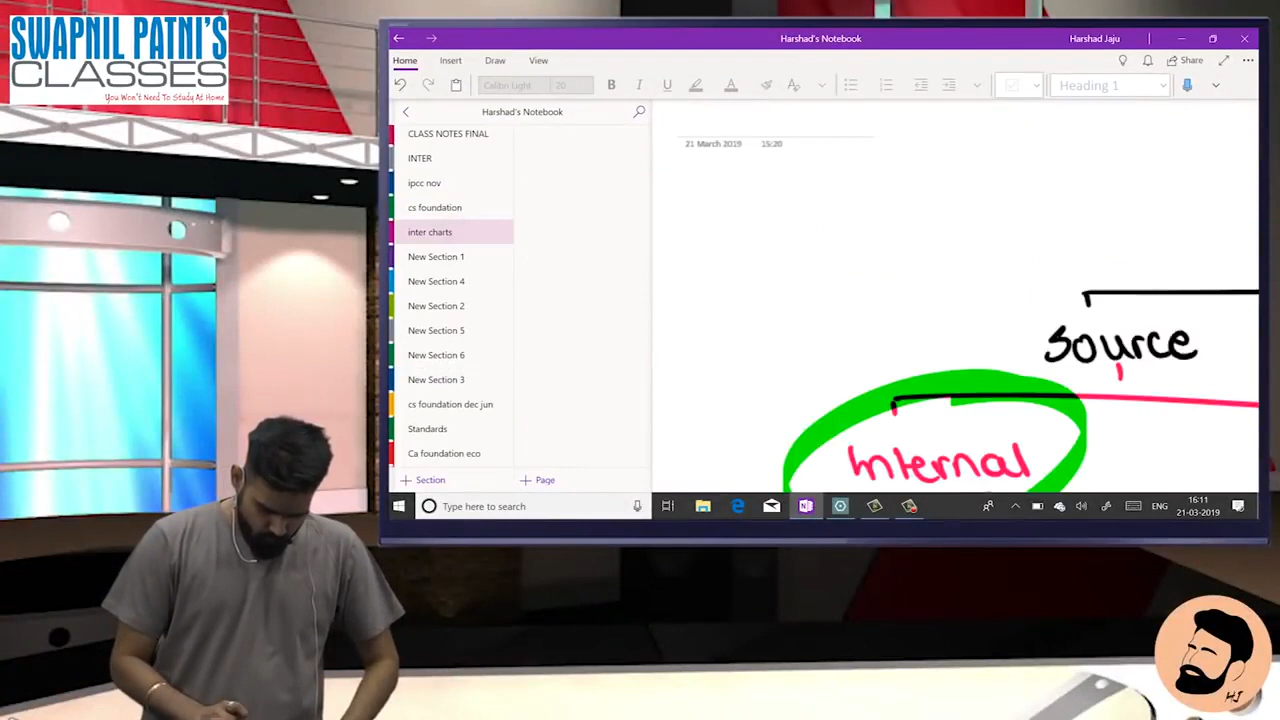 SWAPNIL PATNI'S
CLASSES
You Won't Need To Study At Home
Harshad's Notebook
Harshad Jaju
Home
Insert
Draw
View
Share
Calibri Light
20
B
I
U
A
A
Heading 1
Harshad's Notebook
CLASS NOTES FINAL
INTER
ipcc nov
cs foundation
inter charts
New Section 1
New Section 4
New Section 2
New Section 5
New Section 6
New Section 3
cs foundation dec jun
Standards
Ca foundation eco
+ Section
+ Page
21 March 2019 15:20
Source
Internal
Type here to search
ENG
16:11
21-03-2019
HJ